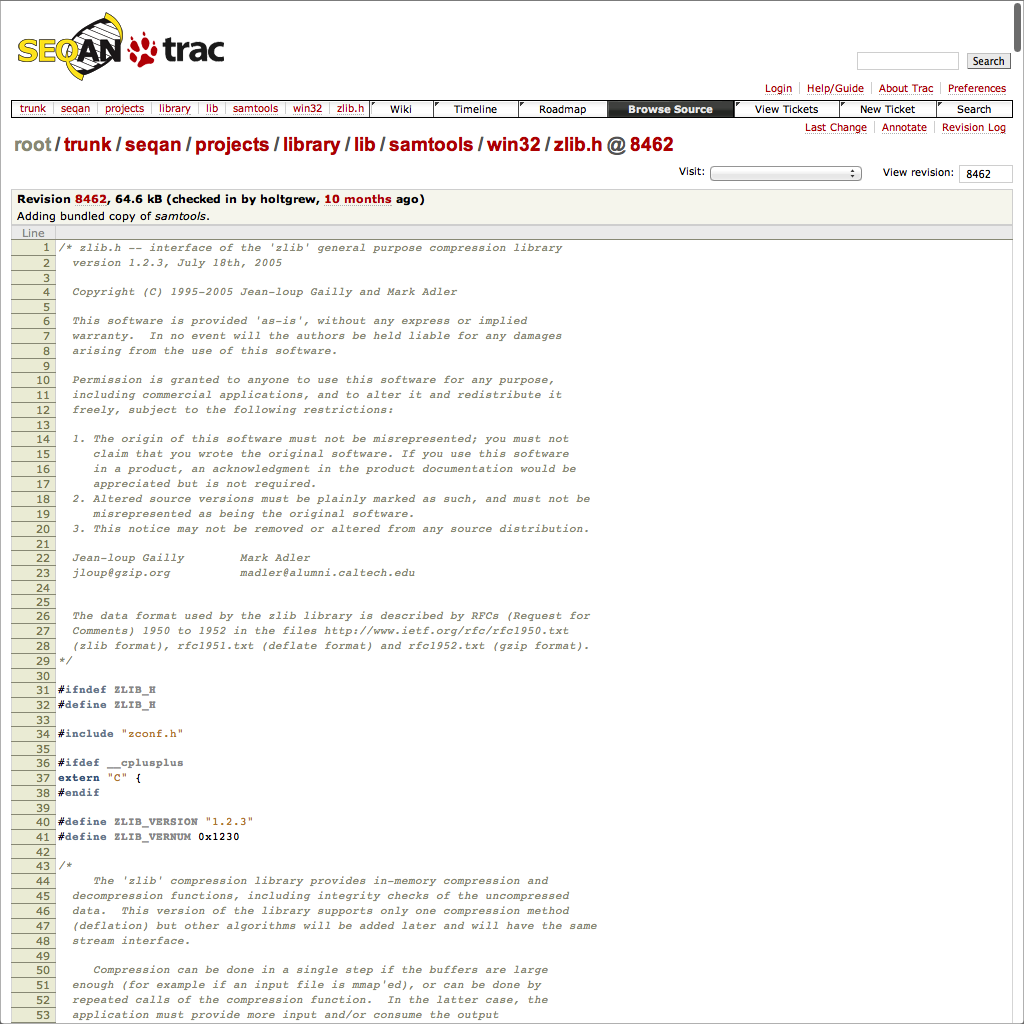 SEQAN trac
Search
Login Help/Guide About Trac Preferences
trunk seqan projects library lib samtools win32 zlib.h Wiki Timeline Roadmap Browse Source View Tickets New Ticket Search
Last Change Annotate Revision Log
root / trunk / seqan / projects / library / lib / samtools / win32 / zlib.h @ 8462
Visit: View revision: 8462
Revision 8462, 64.6 kB (checked in by holtgrew, 10 months ago)
Adding bundled copy of samtools.
Line
1 /* zlib.h -- interface of the 'zlib' general purpose compression library
2 version 1.2.3, July 18th, 2005
3
4 Copyright (C) 1995-2005 Jean-loup Gailly and Mark Adler
5
6 This software is provided 'as-is', without any express or implied
7 warranty. In no event will the authors be held liable for any damages
8 arising from the use of this software.
9
10 Permission is granted to anyone to use this software for any purpose,
11 including commercial applications, and to alter it and redistribute it
12 freely, subject to the following restrictions:
13
14 1. The origin of this software must not be misrepresented; you must not
15 claim that you wrote the original software. If you use this software
16 in a product, an acknowledgment in the product documentation would be
17 appreciated but is not required.
18 2. Altered source versions must be plainly marked as such, and must not be
19 misrepresented as being the original software.
20 3. This notice may not be removed or altered from any source distribution.
21
22 Jean-loup Gailly Mark Adler
23 jloup@gzip.org madler@alumni.caltech.edu
24
25
26 The data format used by the zlib library is described by RFCs (Request for
27 Comments) 1950 to 1952 in the files http://www.ietf.org/rfc/rfc1950.txt
28 (zlib format), rfc1951.txt (deflate format) and rfc1952.txt (gzip format).
29 */
30
31 #ifndef ZLIB_H
32 #define ZLIB_H
33
34 #include "zconf.h"
35
36 #ifdef __cplusplus
37 extern "C" {
38 #endif
39
40 #define ZLIB_VERSION "1.2.3"
41 #define ZLIB_VERNUM 0x1230
42
43 /*
44 The 'zlib' compression library provides in-memory compression and
45 decompression functions, including integrity checks of the uncompressed
46 data. This version of the library supports only one compression method
47 (deflation) but other algorithms will be added later and will have the same
48 stream interface.
49
50 Compression can be done in a single step if the buffers are large
51 enough (for example if an input file is mmap'ed), or can be done by
52 repeated calls of the compression function. In the latter case, the
53 application must provide more input and/or consume the output